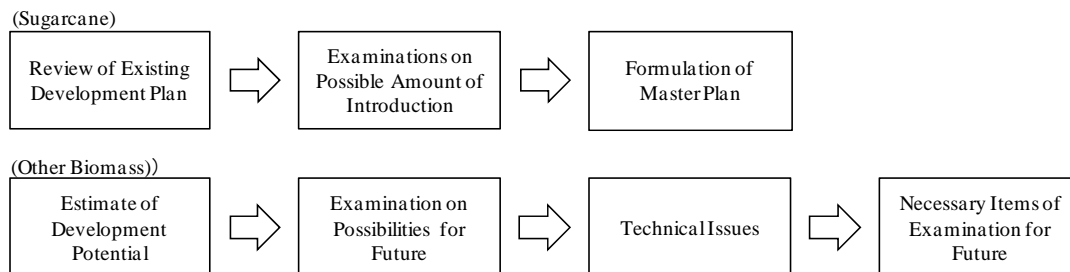 (Sugarcane)
Review of Existing
Development Plan
Examinations on
Possible Amount of
Introduction
Formulation of
Master Plan
(Other Biomass)）
Estimate of
Development
Potential
Examination on
Possibilities for
Future
Technical Issues
Necessary Items of
Examination for
Future